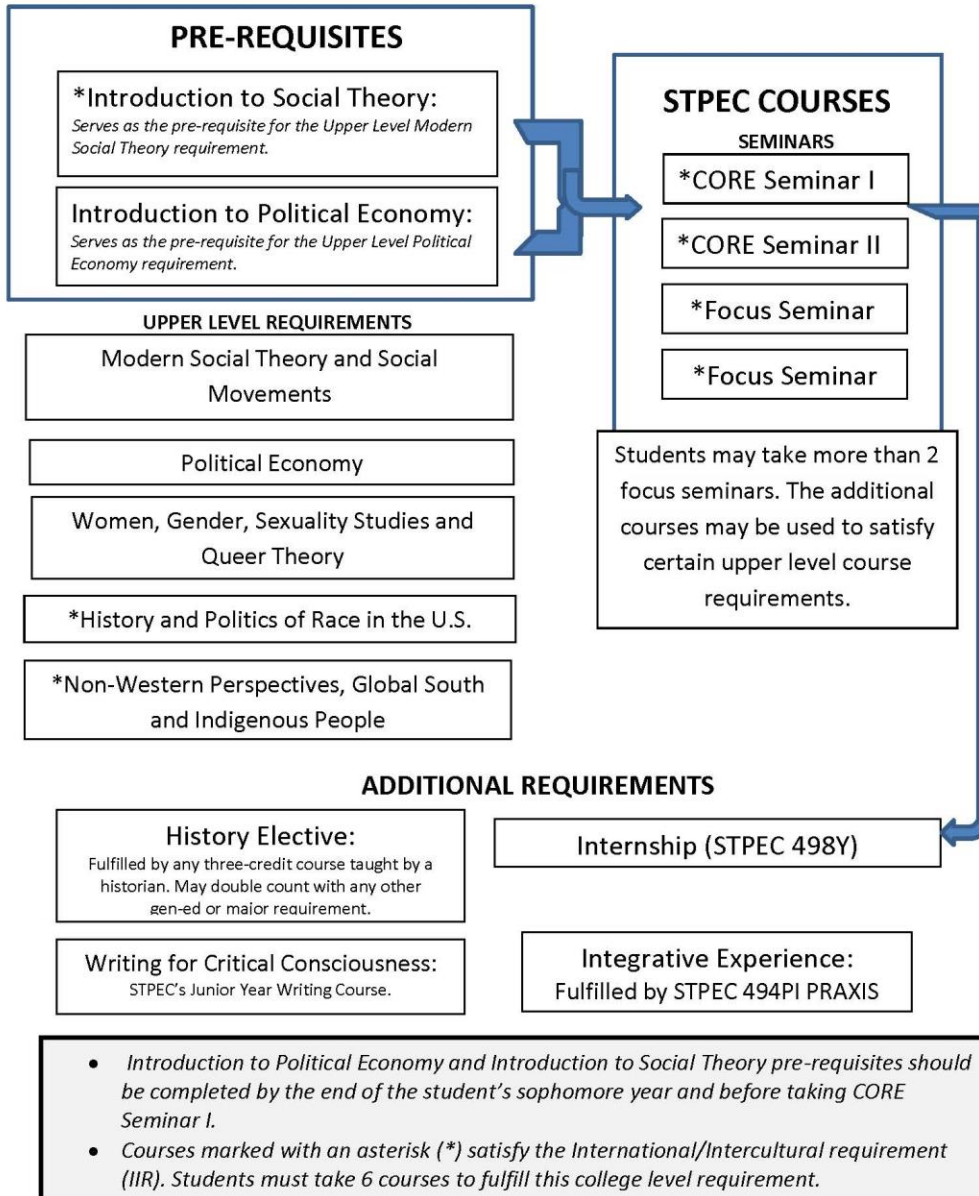 PRE-REQUISITES
*Introduction to Social Theory:
Serves as the pre-requisite for the Upper Level Modern
Social Theory requirement.
Introduction to Political Economy:
Serves as the pre-requisite for the Upper Level Political
Economy requirement.
UPPER LEVEL REQUIREMENTS
Modern Social Theory and Social
Movements
Political Economy
Women, Gender, Sexuality Studies and
Queer Theory
*History and Politics of Race in the U.S.
*Non-Western Perspectives, Global South
and Indigenous People
STPEC COURSES
SEMINARS
*CORE Seminar I
*CORE Seminar II
*Focus Seminar
*Focus Seminar
Students may take more than 2
focus seminars. The additional
courses may be used to satisfy
certain upper level course
requirements.
ADDITIONAL REQUIREMENTS
History Elective:
Fulfilled by any three-credit course taught by a
historian. May double count with any other
gen-ed or major requirement.
Internship (STPEC 498Y)
Writing for Critical Consciousness:
STPEC's Junior Year Writing Course.
Integrative Experience:
Fulfilled by STPEC 494PI PRAXIS
• Introduction to Political Economy and Introduction to Social Theory pre-requisites should
be completed by the end of the student's sophomore year and before taking CORE
Seminar I.
• Courses marked with an asterisk (*) satisfy the International/Intercultural requirement
(IIR). Students must take 6 courses to fulfill this college level requirement.